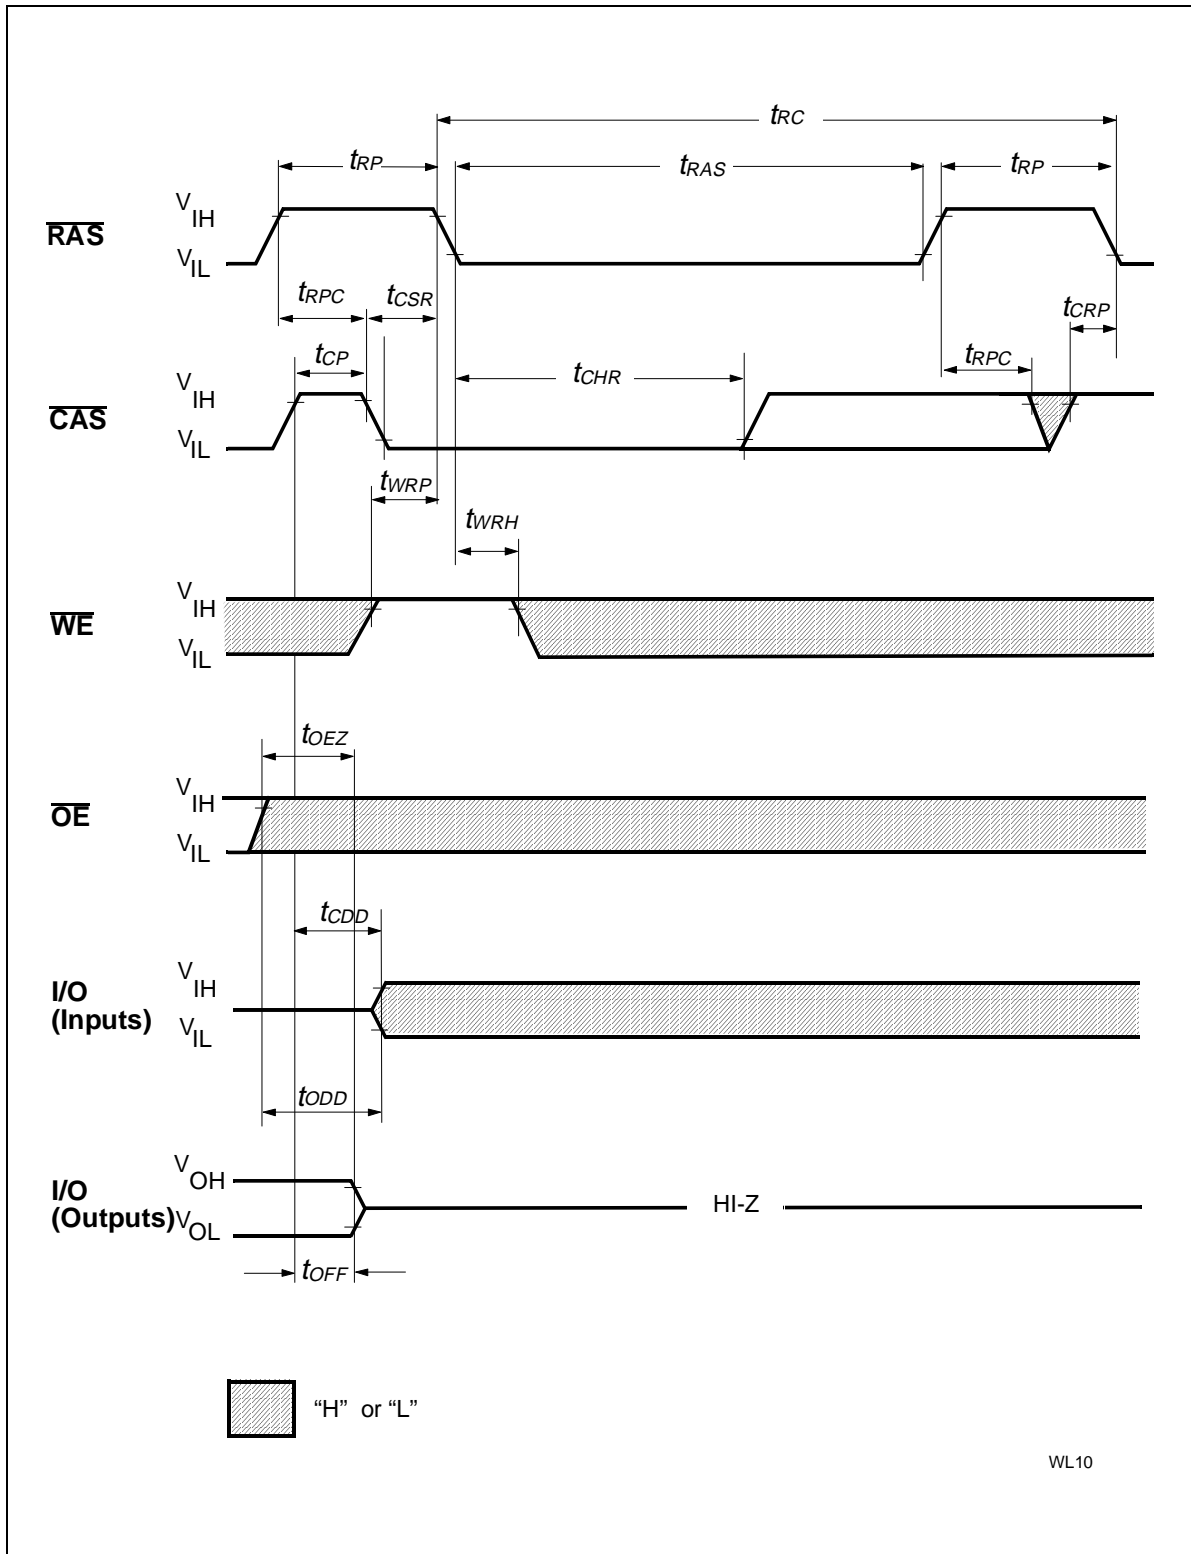 tRC
tRP
tRAS
tRP
RAS
VIH
VIL
tRPC
tCSR
tCRP
tCP
tCHR
tRPC
CAS
VIH
VIL
tWRP
tWRH
WE
VIH
VIL
tOEZ
OE
VIH
VIL
tCDD
I/O
(Inputs)
VIH
VIL
tODD
I/O
(Outputs)
VOH
VOL
HI-Z
tOFF
“H” or “L”
WL10